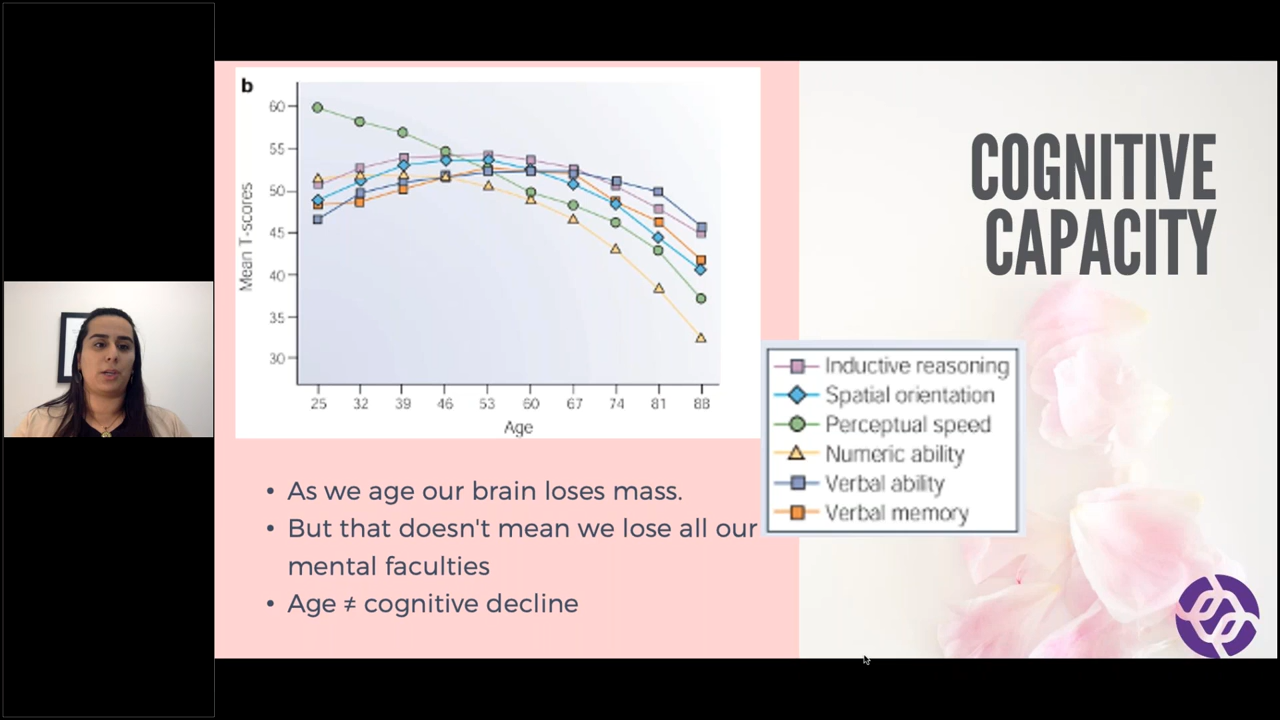 b
60
55
50
45
40
35
30
Mean T-scores
25 32 39 46 53 60 67 74 81 88
Age
COGNITIVE
CAPACITY
Inductive reasoning
Spatial orientation
Perceptual speed
Numeric ability
Verbal ability
Verbal memory
• As we age our brain loses mass.
• But that doesn't mean we lose all our
mental faculties
• Age ≠ cognitive decline